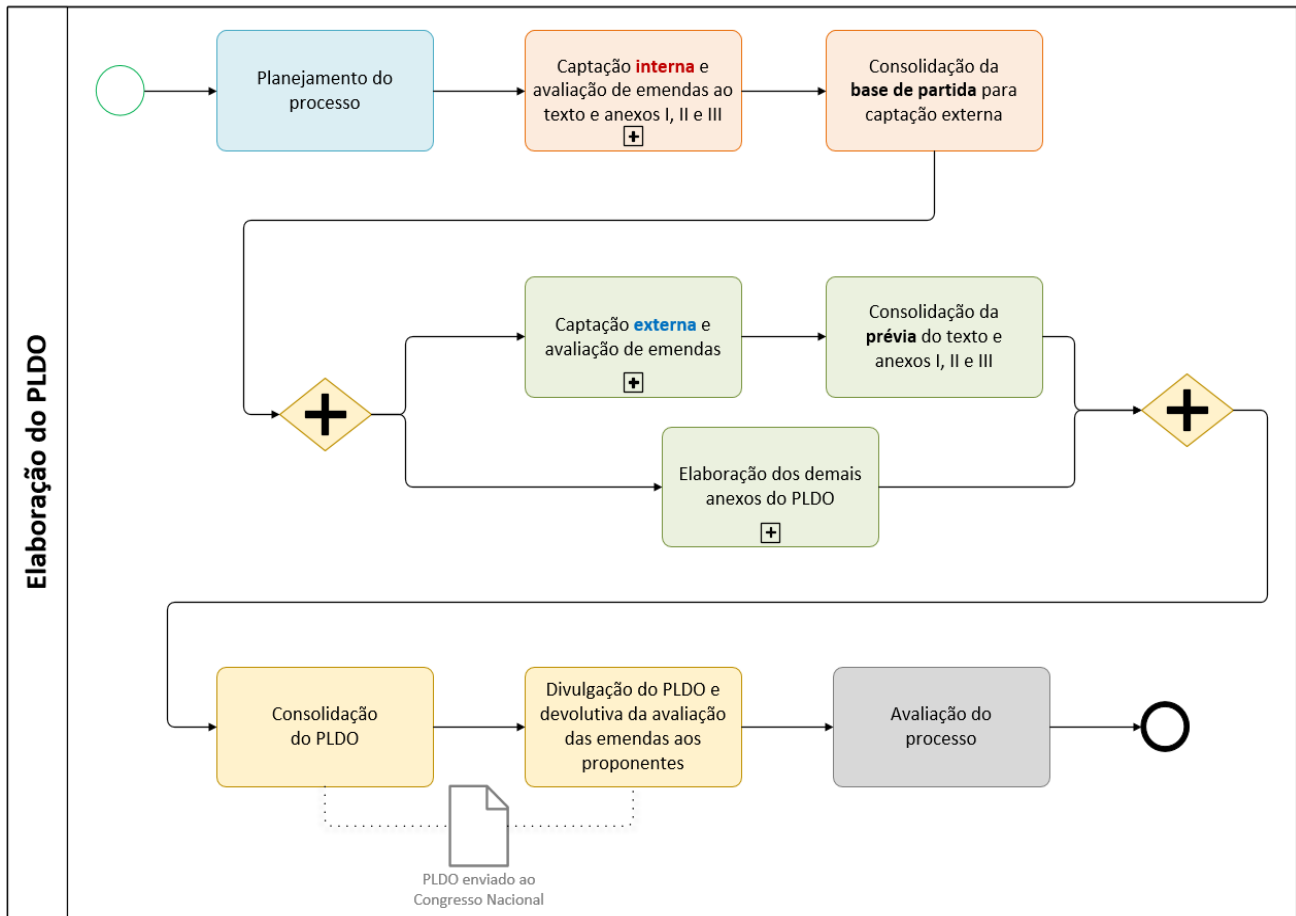 Elaboração do PLDO
Planejamento do
processo
Captação interna e
avaliação de emendas ao
texto e anexos I, II e III
Consolidação da
base de partida para
captação externa
Captação externa e
avaliação de emendas
Consolidação da
prévia do texto e
anexos I, II e III
Elaboração dos demais
anexos do PLDO
Consolidação
do PLDO
Divulgação do PLDO e
devolutiva da avaliação
das emendas aos
proponentes
Avaliação do
processo
PLDO enviado ao
Congresso Nacional